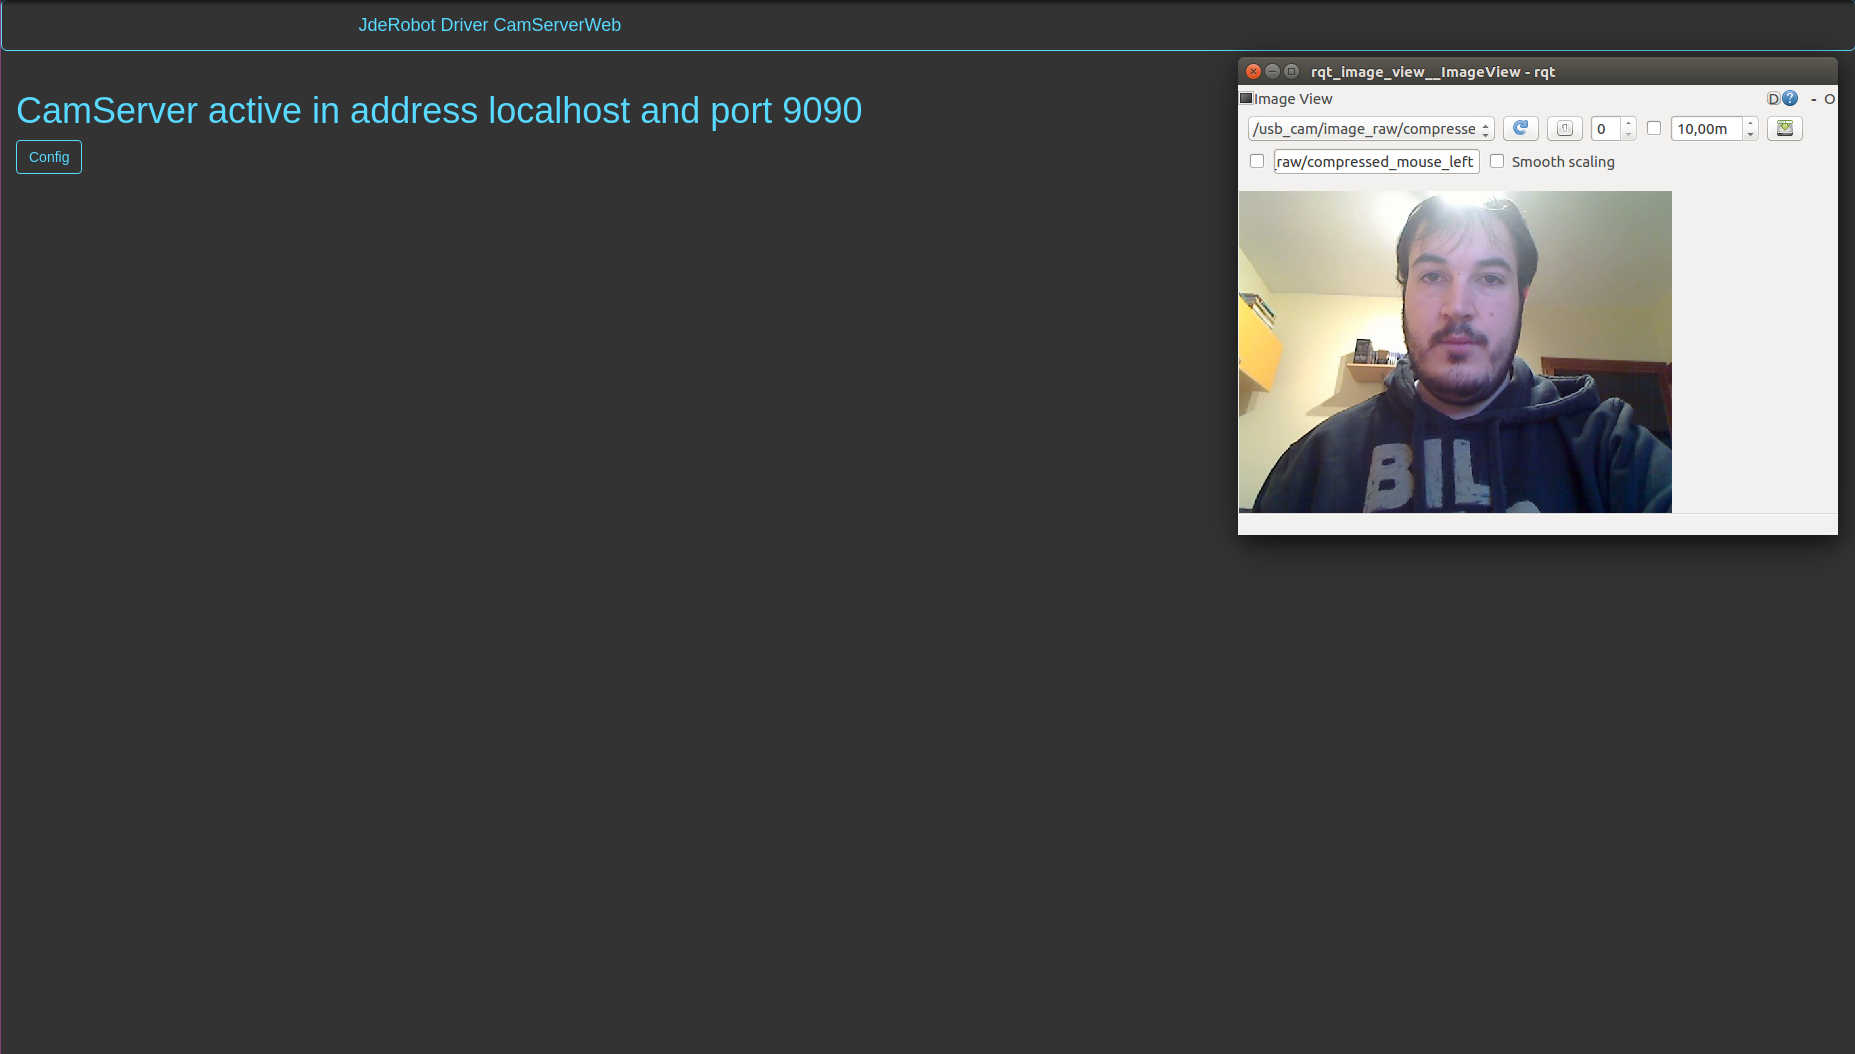 JdeRobot Driver CamServerWeb
CamServer active in address localhost and port 9090
Config
rqt_image_view__ImageView - rqt
Image View
D ? - O
/usb_cam/image_raw/compresse
0
10,00m
raw/compressed_mouse_left
Smooth scaling
BIL